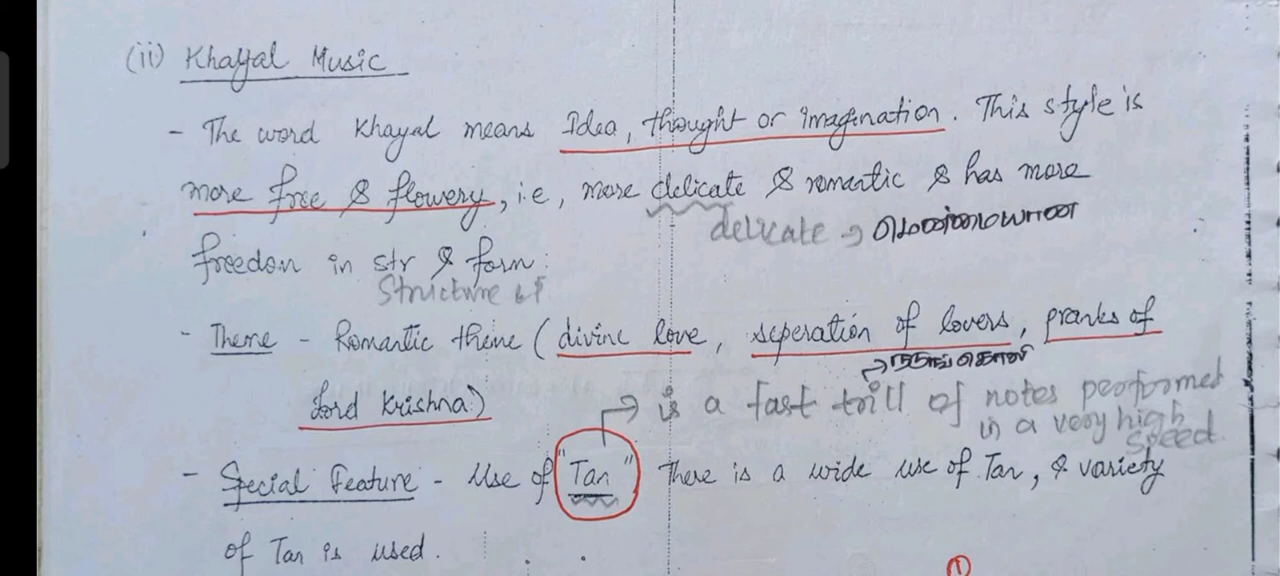 (ii) Khayal Music
- The word Khayal means Idea, thought or imagination. This style is
more free & flowery, i.e, more delicate & romantic & has more
delicate → மென்மையான
freedom in str & form:
Structure &
- Theme - Romantic theme (divine love, seperation of lovers, pranks of
Lord Krishna)
→ is a fast trill of notes performed
in a very high
speed.
- Special Feature - Use of "Tan" There is a wide use of Tan, & variety
of Tan is used.
(1)